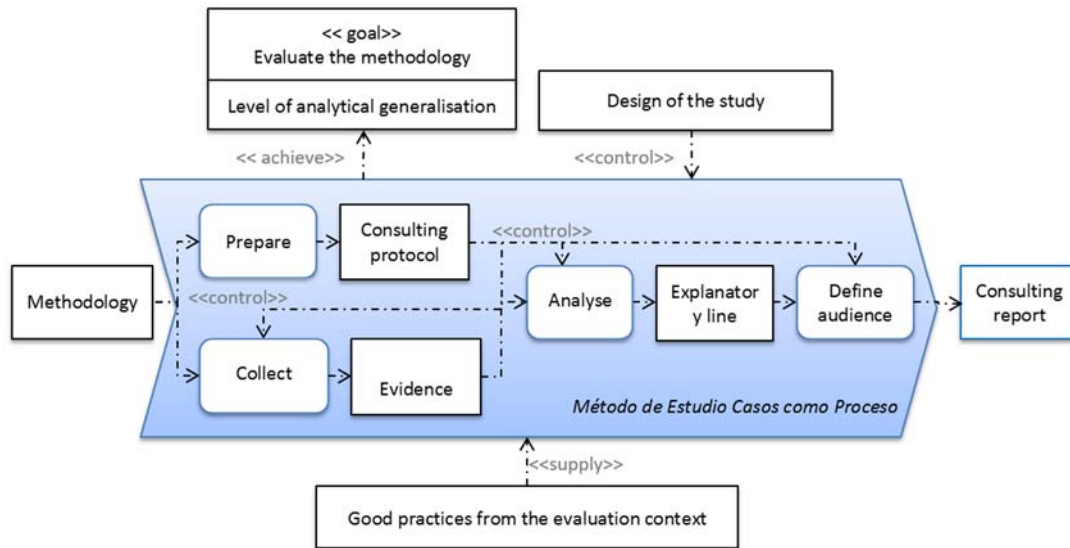 << goal>>
Evaluate the methodology
Level of analytical generalisation
Design of the study
<< achieve>>
<<control>>
Prepare
Consulting
protocol
<<control>>
Methodology
<<control>>
Analyse
Explanator
y line
Define
audience
Consulting
report
Collect
Evidence
Método de Estudio Casos como Proceso
<<supply>>
Good practices from the evaluation context